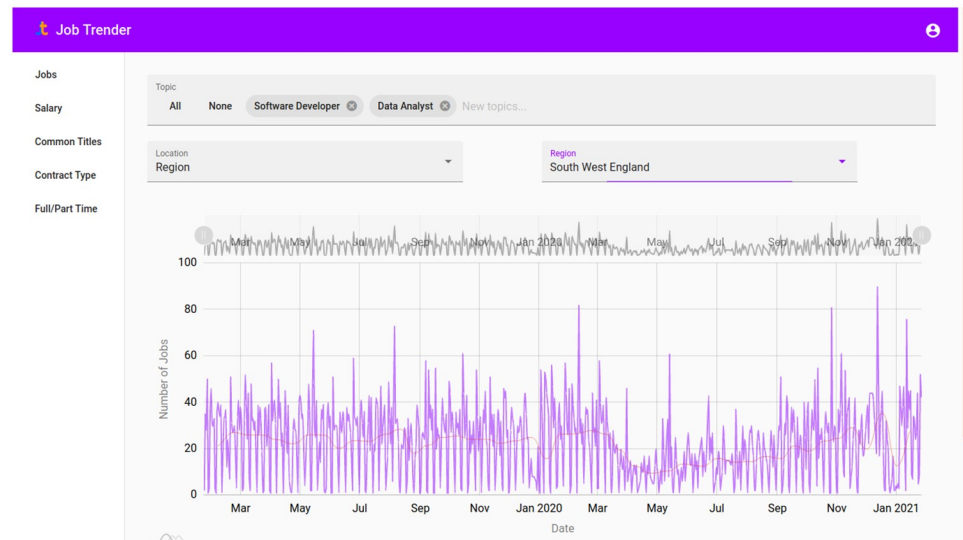 Job Trender
Jobs
Salary
Common Titles
Contract Type
Full/Part Time
Topic
All None Software Developer Data Analyst New topics...
Location
Region
Region
South West England
Mar May Jul Sep Nov Jan 2020 Mar May Jul Sep Nov Jan 202...
100
80
60
40
20
0
Number of Jobs
Mar May Jul Sep Nov Jan 2020 Mar May Jul Sep Nov Jan 2021
Date